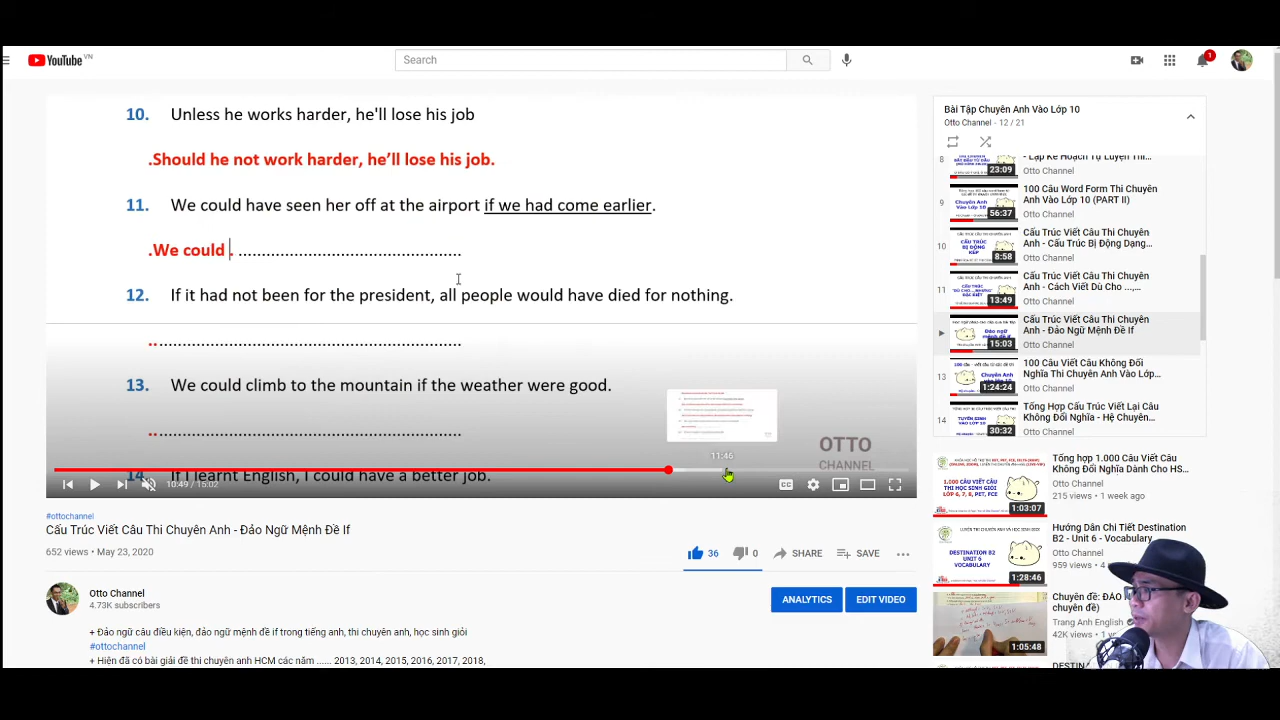 YouTube VN
Search
1
10. Unless he works harder, he'll lose his job
.Should he not work harder, he'll lose his job.
11. We could have seen her off at the airport if we had come earlier.
.We could . ................................................
12. If it had not been for the president, all people would have died for nothing.
..................................................
13. We could climb to the mountain if the weather were good.
..................................................
14. If I learnt English, I could have a better job.
OTTO
CHANNEL
11:46
10:49 / 15:02
CC
#ottochannel
Cấu Trúc Viết Câu Thi Chuyên Anh - Đảo Ngữ Mệnh Đề If
652 views • May 23, 2020
36
0
SHARE
SAVE
Otto Channel
4.73K subscribers
ANALYTICS
EDIT VIDEO
+ Đảo ngữ câu điều kiện, đảo ngữ mệnh đề if trong tiếng anh, thi chuyên anh, học sinh giỏi
#ottochannel
+ Hiện đã có bài giải đề thi chuyên anh HCM các năm ...... 2013, 2014, 2015, 2016, 2017, 2018,
Bài Tập Chuyên Anh Vào Lớp 10
Otto Channel - 12 / 21
8
23:09
- Lập Kế Hoạch Tự Luyện Thi...
Otto Channel
9
56:37
100 Câu Word Form Thi Chuyên
Anh Vào Lớp 10 (PART II)
Otto Channel
10
8:58
Cấu Trúc Viết Câu Thi Chuyên
Anh - Cấu Trúc Bị Động Dạng...
Otto Channel
11
13:49
Cấu Trúc Viết Câu Thi Chuyên
Anh - Cách Viết Dù Cho ...,
Otto Channel
15:03
Cấu Trúc Viết Câu Thi Chuyên
Anh - Đảo Ngữ Mệnh Đề If
Otto Channel
13
1:24:24
100 Câu Viết Câu Không Đổi
Nghĩa Thi Chuyên Anh Vào Lớp...
Otto Channel
14
30:32
Tổng Hợp Cấu Trúc Viết Lại Câu
Không Đổi Nghĩa - Phần I - Thi...
Otto Channel
1:03:07
Tổng hợp 1.000 Câu Viết Câu
Không Đổi Nghĩa Dành Cho HS...
Otto Channel
215 views • 1 week ago
1:28:46
Hướng Dẫn Chi Tiết Destination
B2 - Unit 6 - Vocabulary
Otto Channel
959 views • 4
1:05:48
Chuyên đề: ĐẢO
chuyên đề)
Trang Anh English
42K views • 1
DESTINATION